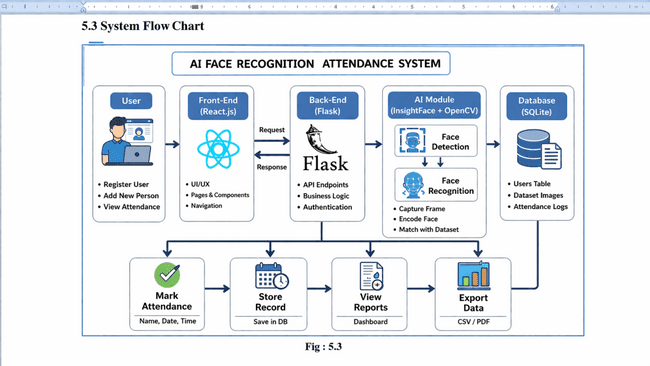 5.3 System Flow Chart
AI FACE RECOGNITION ATTENDANCE SYSTEM
User
• Register User
• Add New Person
• View Attendance
Front-End
(React.js)
• UI/UX
• Pages & Components
• Navigation
Request
Response
Back-End
(Flask)
Flask
• API Endpoints
• Business Logic
• Authentication
AI Module
(InsightFace + OpenCV)
Face
Detection
Face
Recognition
• Capture Frame
• Encode Face
• Match with Dataset
Database
(SQLite)
• Users Table
• Dataset Images
• Attendance Logs
Mark
Attendance
Name, Date, Time
Store
Record
Save in DB
View
Reports
Dashboard
Export
Data
CSV / PDF
Fig : 5.3